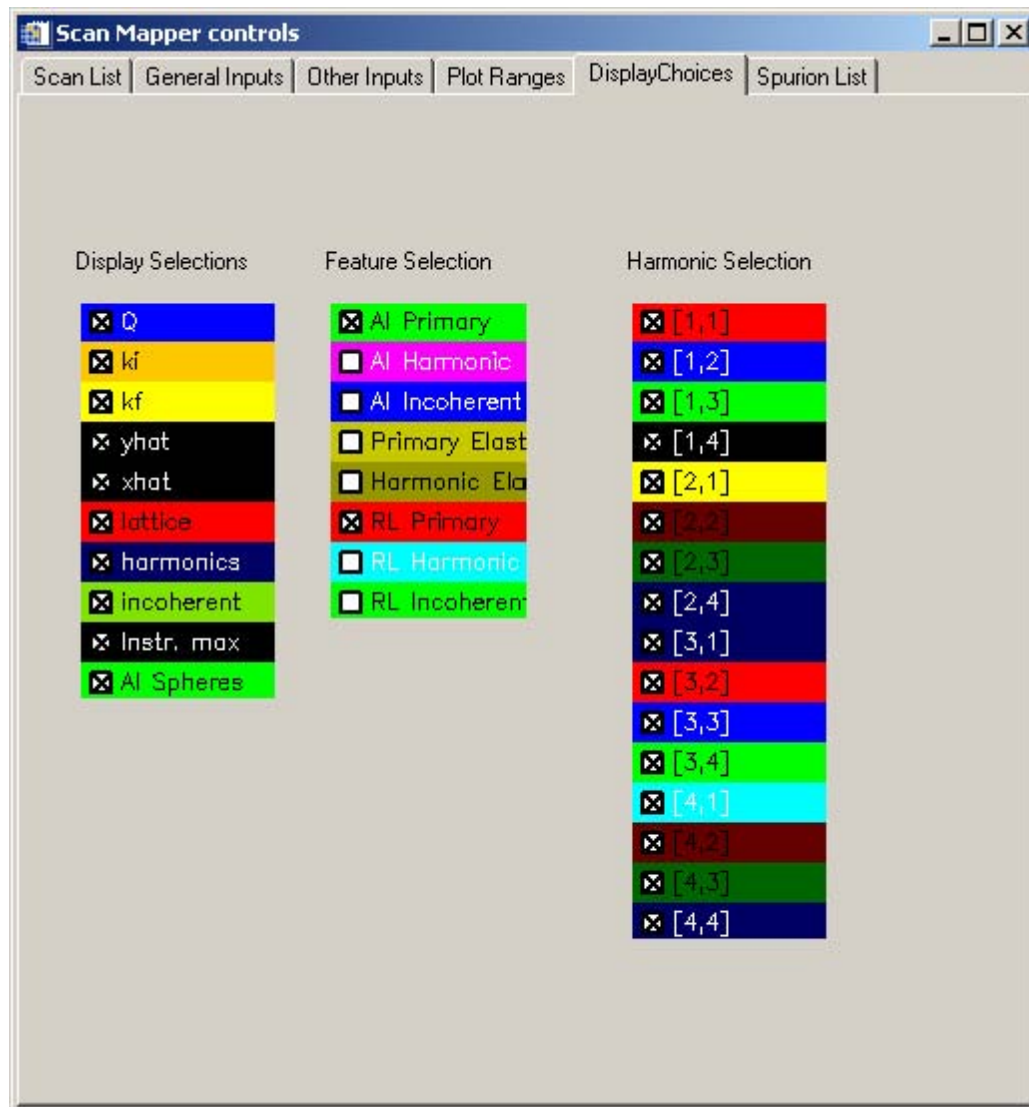 Scan Mapper controls
Scan List General Inputs Other Inputs Plot Ranges DisplayChoices Spurion List
Display Selections
Q
ki
kf
yhat
xhat
lattice
harmonics
incoherent
Instr. max
Al Spheres
Feature Selection
Al Primary
Al Harmonic
Al Incoherent
Primary Elast
Harmonic Ela
RL Primary
RL Harmonic
RL Incoheren
Harmonic Selection
[1,1]
[1,2]
[1,3]
[1,4]
[2,1]
[2,2]
[2,3]
[2,4]
[3,1]
[3,2]
[3,3]
[3,4]
[4,1]
[4,2]
[4,3]
[4,4]